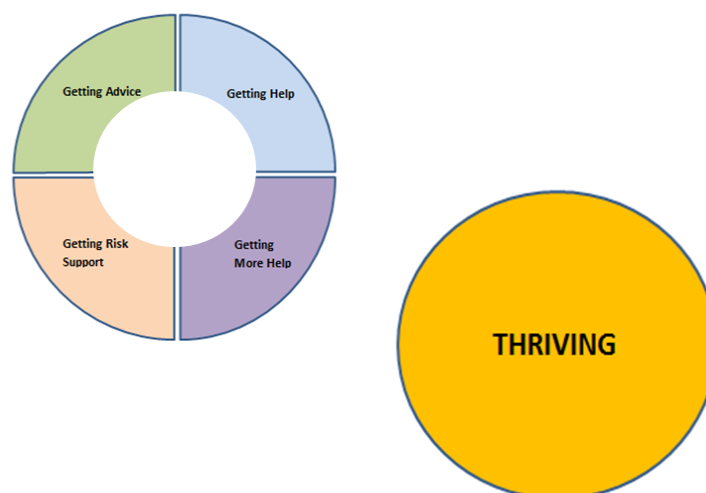 Getting Advice
Getting Help
Getting Risk
Support
Getting
More Help
THRIVING